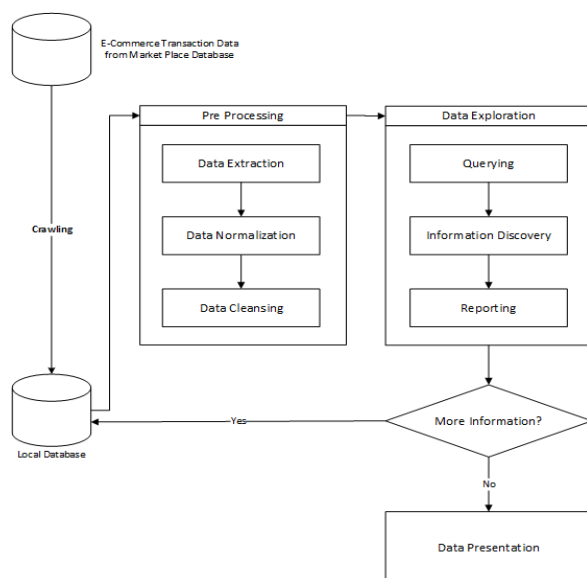 E-Commerce Transaction Data
from Market Place Database
Pre Processing
Data Exploration
Data Extraction
Querying
Crawling
Data Normalization
Information Discovery
Data Cleansing
Reporting
Local Database
Yes
More Information?
No
Data Presentation